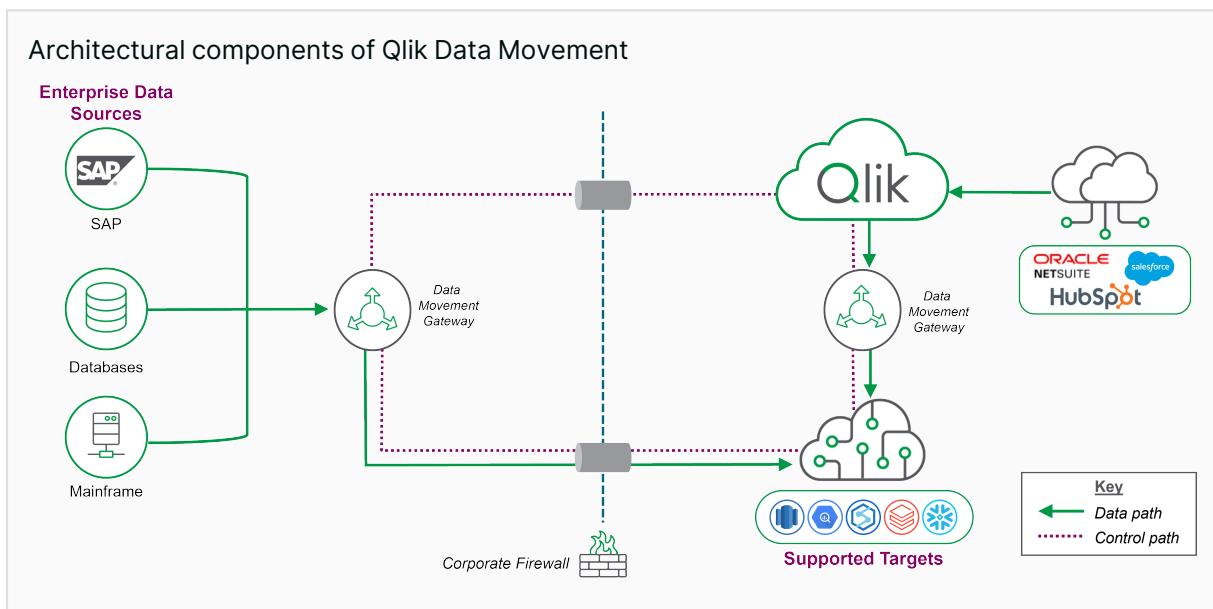 Architectural components of Qlik Data Movement
Enterprise Data
Sources
SAP
SAP
Databases
Mainframe
Data
Movement
Gateway
Qlik
Data
Movement
Gateway
ORACLE
NETSUITE
salesforce
HubSpot
Corporate Firewall
Supported Targets
Key
Data path
Control path